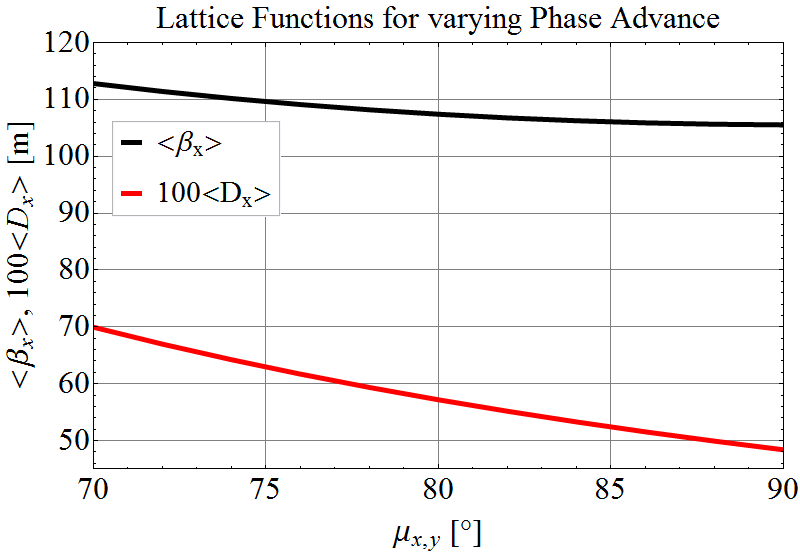 Lattice Functions for varying Phase Advance
120
110
100
90
80
70
60
50
<βx>, 100<Dx> [m]
<βx>
100<Dx>
70 75 80 85 90
μx,y [°]